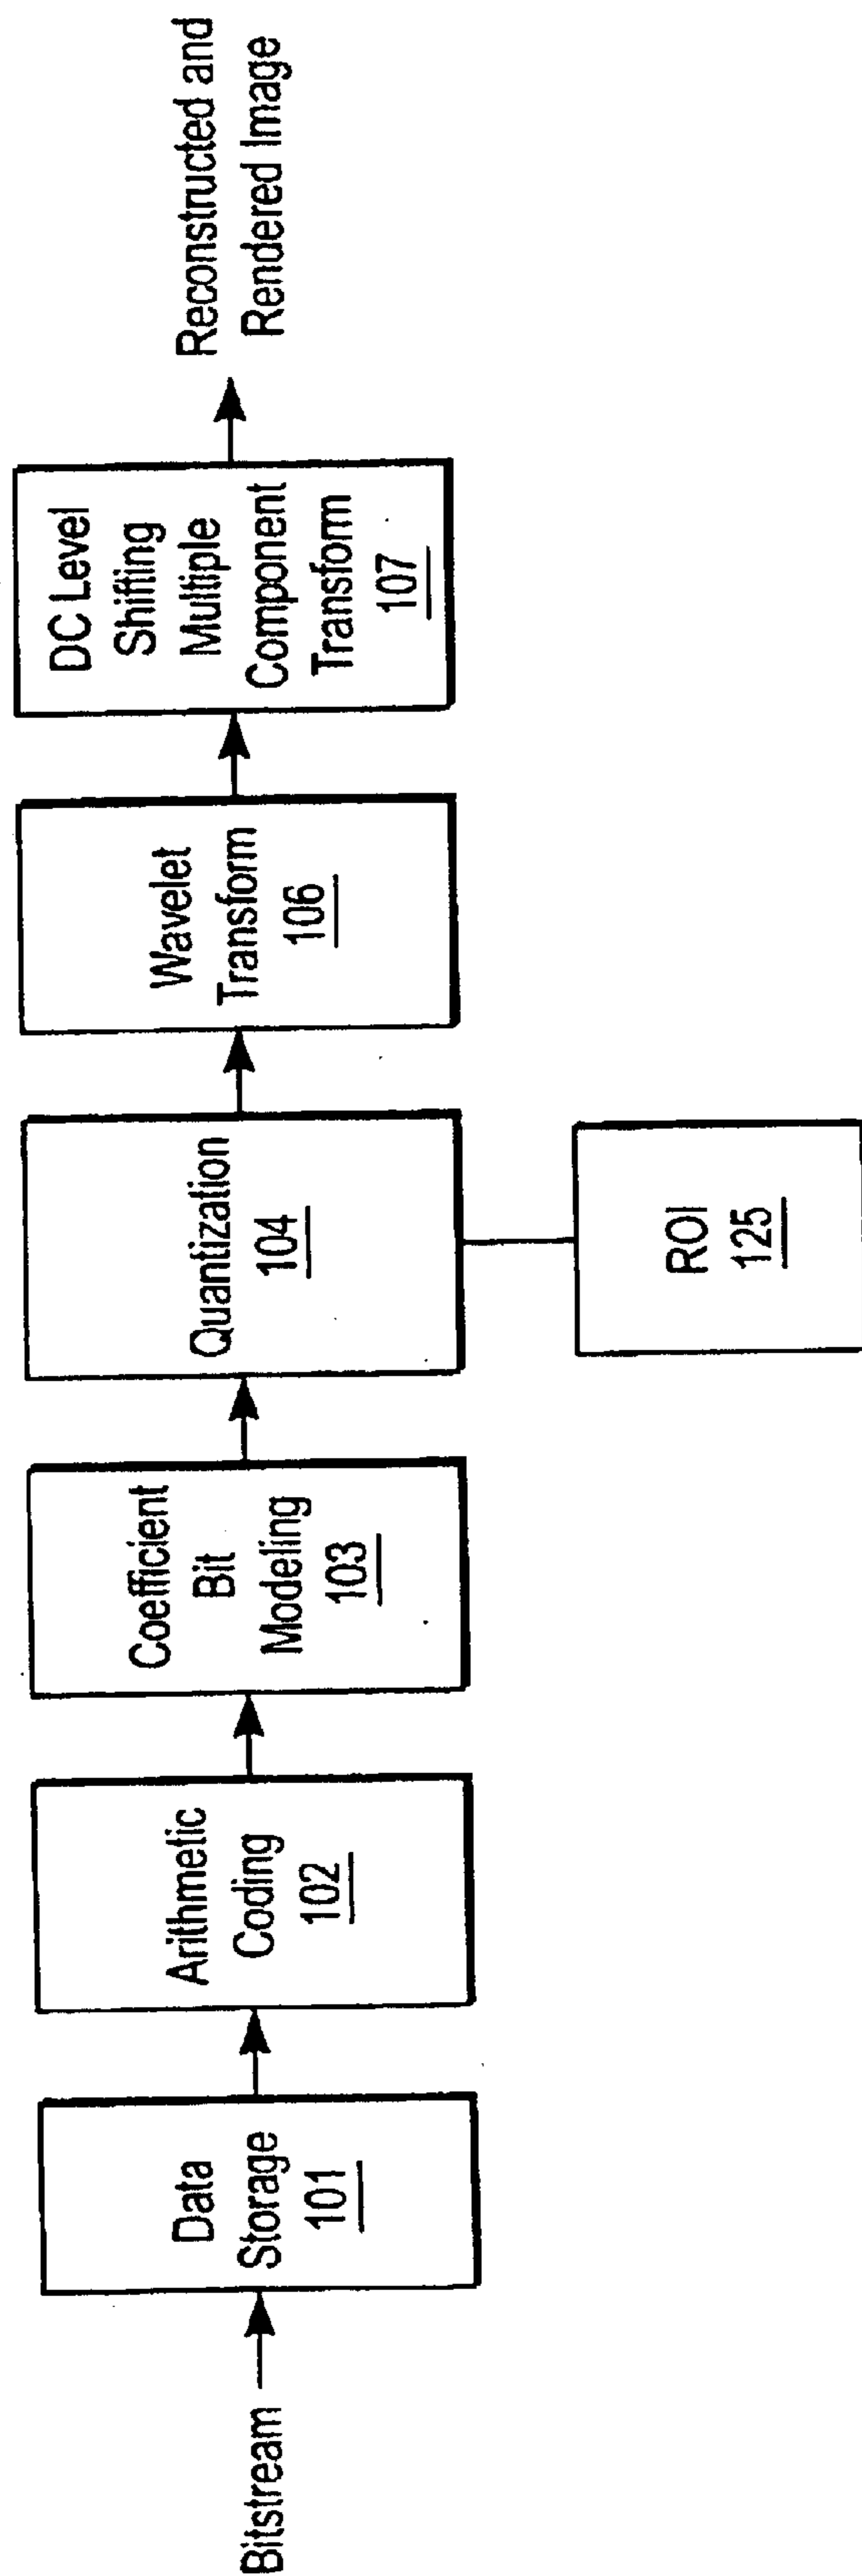 Bitstream
Data
Storage
101
Arithmetic
Coding
102
Coefficient
Bit
Modeling
103
Quantization
104
ROI
125
Wavelet
Transform
106
DC Level
Shifting
Multiple
Component
Transform
107
Reconstructed and
Rendered Image